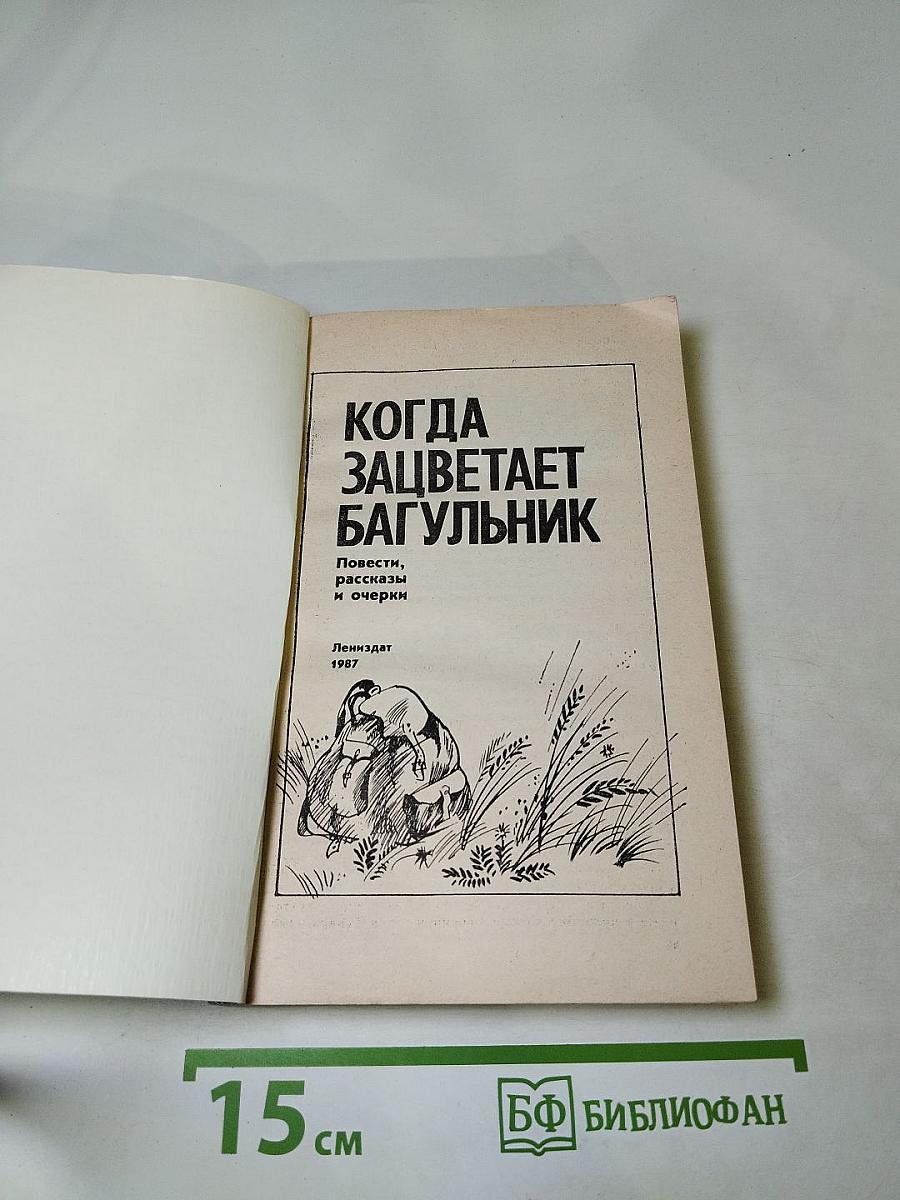 КОГДА
ЗАЦВЕТАЕТ
БАГУЛЬНИК
Повести,
рассказы
и очерки
Лениздат
1987
15 см
БФ БИБЛИОФАН